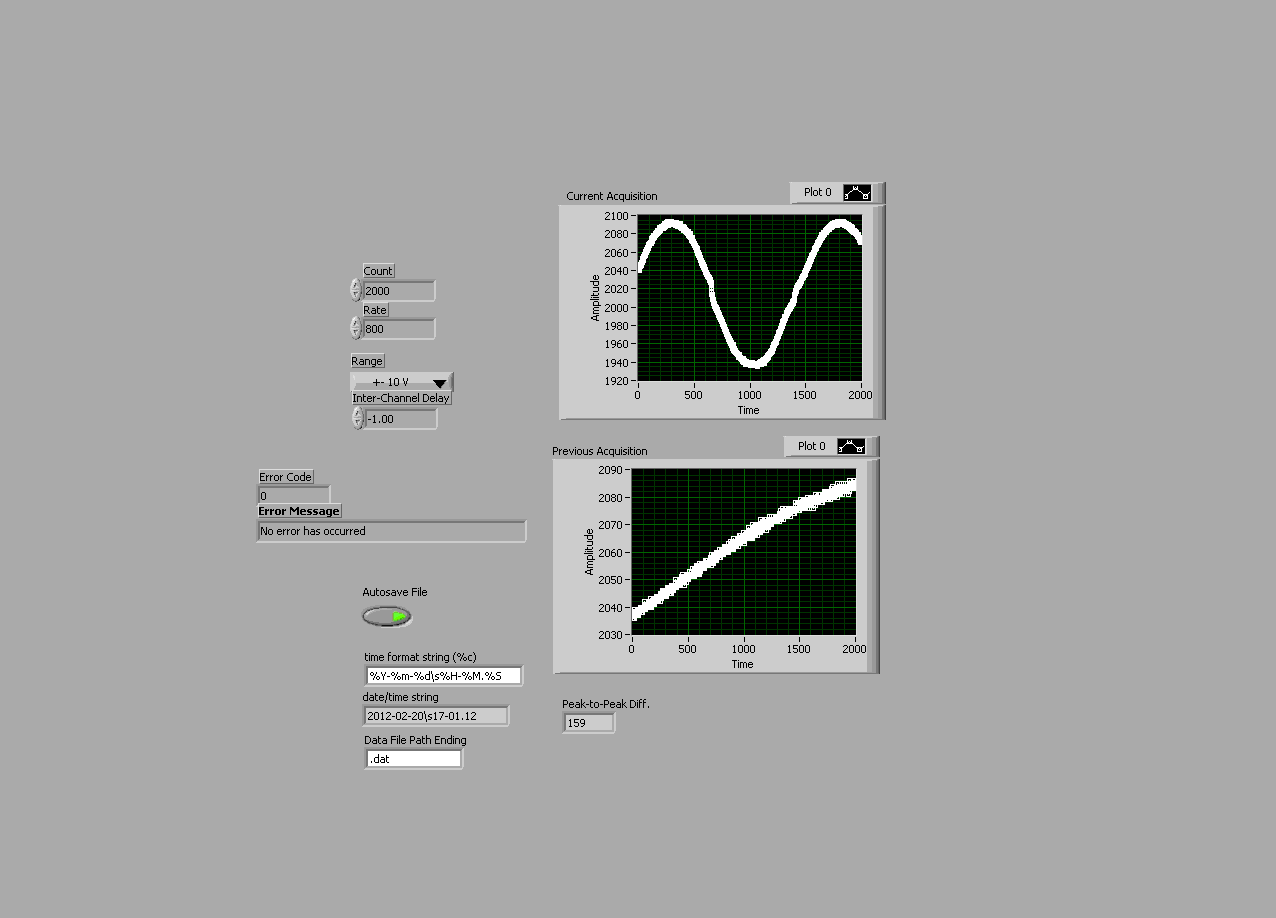 Count
2000
Rate
800
Range
+- 10 V
Inter-Channel Delay
-1.00
Error Code
0
Error Message
No error has occurred
Autosave File
time format string (%c)
%Y-%m-%d\s%H-%M.%S
date/time string
2012-02-20\s17-01.12
Data File Path Ending
.dat
Current Acquisition
Plot 0
Amplitude
2100
2080
2060
2040
2020
2000
1980
1960
1940
1920
0 500 1000 1500 2000
Time
Previous Acquisition
Plot 0
Amplitude
2090
2080
2070
2060
2050
2040
2030
0 500 1000 1500 2000
Time
Peak-to-Peak Diff.
159